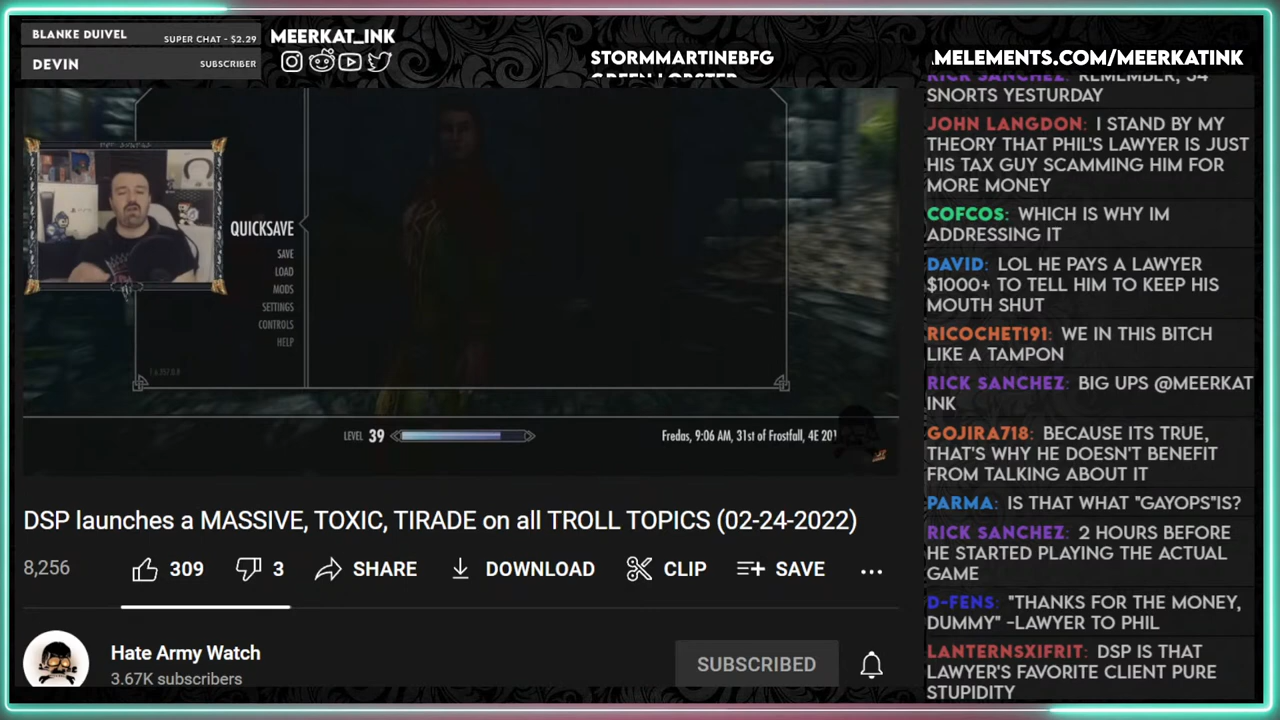 BLANKE DUIVEL
SUPER CHAT - $2.29
DEVIN
SUBSCRIBER
MEERKAT_INK
STORMMARTINEBFG
GREEN LOBSTER
MELEMENTS.COM/MEERKATINK
QUICKSAVE
SAVE
LOAD
MODS
SETTINGS
CONTROLS
HELP
LEVEL 39
Fredas, 9:06 AM, 31st of Frostfall, 4E 201
DSP launches a MASSIVE, TOXIC, TIRADE on all TROLL TOPICS (02-24-2022)
8,256
309
3
SHARE
DOWNLOAD
CLIP
SAVE
Hate Army Watch
3.67K subscribers
SUBSCRIBED
RICK SANCHEZ: REMEMBER, 34
SNORTS YESTERDAY
JOHN LANGDON: I STAND BY MY
THEORY THAT PHIL'S LAWYER IS JUST
HIS TAX GUY SCAMMING HIM FOR
MORE MONEY
COFCOS: WHICH IS WHY IM
ADDRESSING IT
DAVID: LOL HE PAYS A LAWYER
$1000+ TO TELL HIM TO KEEP HIS
MOUTH SHUT
RICOCHET191: WE IN THIS BITCH
LIKE A TAMPON
RICK SANCHEZ: BIG UPS @MEERKAT
INK
GOJIRA718: BECAUSE ITS TRUE,
THAT'S WHY HE DOESN'T BENEFIT
FROM TALKING ABOUT IT
PARMA: IS THAT WHAT "GAYOPS"IS?
RICK SANCHEZ: 2 HOURS BEFORE
HE STARTED PLAYING THE ACTUAL
GAME
D-FENS: "THANKS FOR THE MONEY,
DUMMY" -LAWYER TO PHIL
LANTERNSXIFRIT: DSP IS THAT
LAWYER'S FAVORITE CLIENT PURE
STUPIDITY